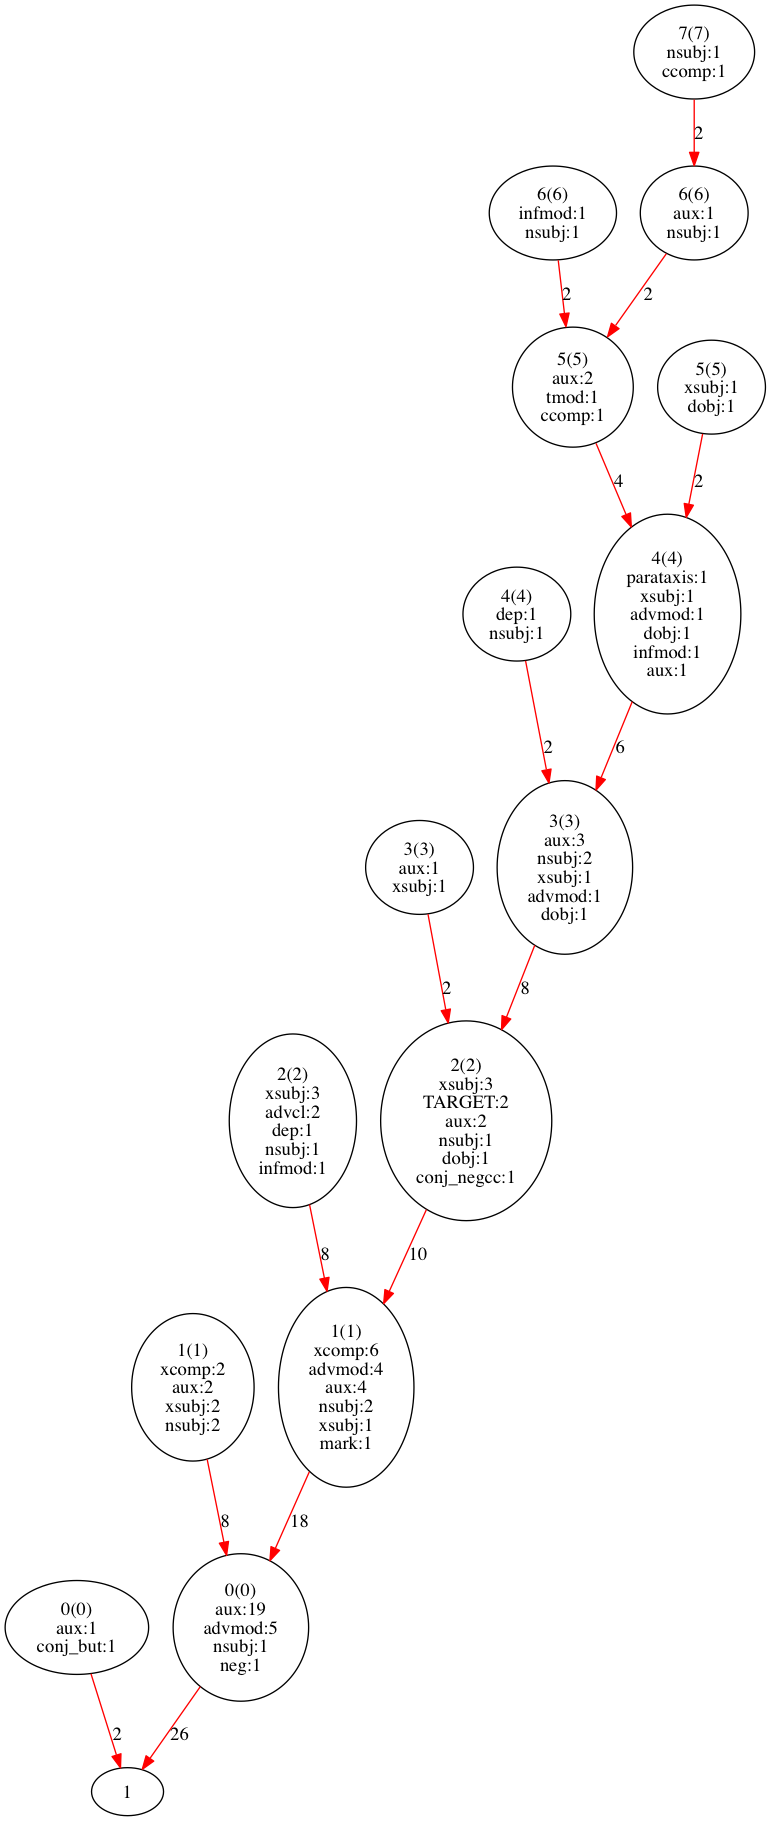 7(7)
nsubj:1
ccomp:1
2
6(6)
infmod:1
nsubj:1
6(6)
aux:1
nsubj:1
2
2
5(5)
aux:2
tmod:1
ccomp:1
5(5)
xsubj:1
dobj:1
4
2
4(4)
parataxis:1
xsubj:1
advmod:1
dobj:1
infmod:1
aux:1
4(4)
dep:1
nsubj:1
2
6
3(3)
aux:3
nsubj:2
xsubj:1
advmod:1
dobj:1
3(3)
aux:1
xsubj:1
2
8
2(2)
xsubj:3
advcl:2
dep:1
nsubj:1
infmod:1
2(2)
xsubj:3
TARGET:2
aux:2
nsubj:1
dobj:1
conj_negcc:1
8
10
1(1)
xcomp:2
aux:2
xsubj:2
nsubj:2
1(1)
xcomp:6
advmod:4
aux:4
nsubj:2
xsubj:1
mark:1
8
18
0(0)
aux:1
conj_but:1
0(0)
aux:19
advmod:5
nsubj:1
neg:1
2
26
1